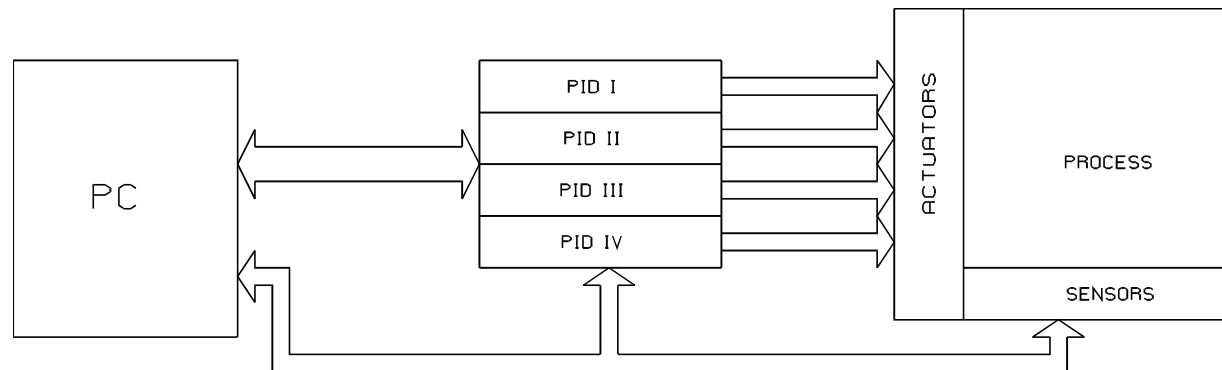 PC
PID I
PID II
PID III
PID IV
ACTUATORS
PROCESS
SENSORS